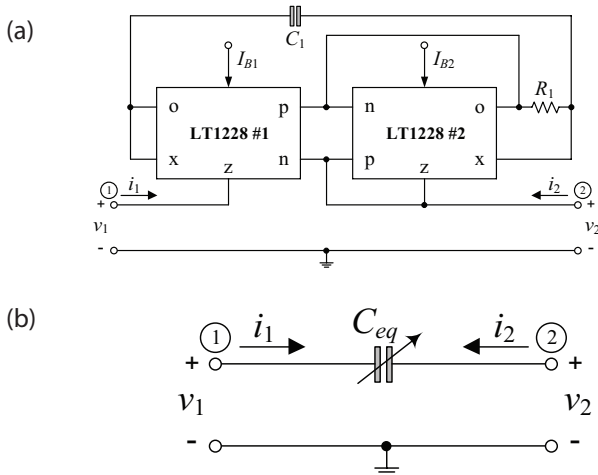 (a)
C1
IB1
IB2
R1
o p n o
LT1228 #1 LT1228 #2
x n p x
z z
1 i1 i2 2
+ +
v1 v2
- -
(b)
1 i1 Ceq i2 2
+ +
v1 v2
- -